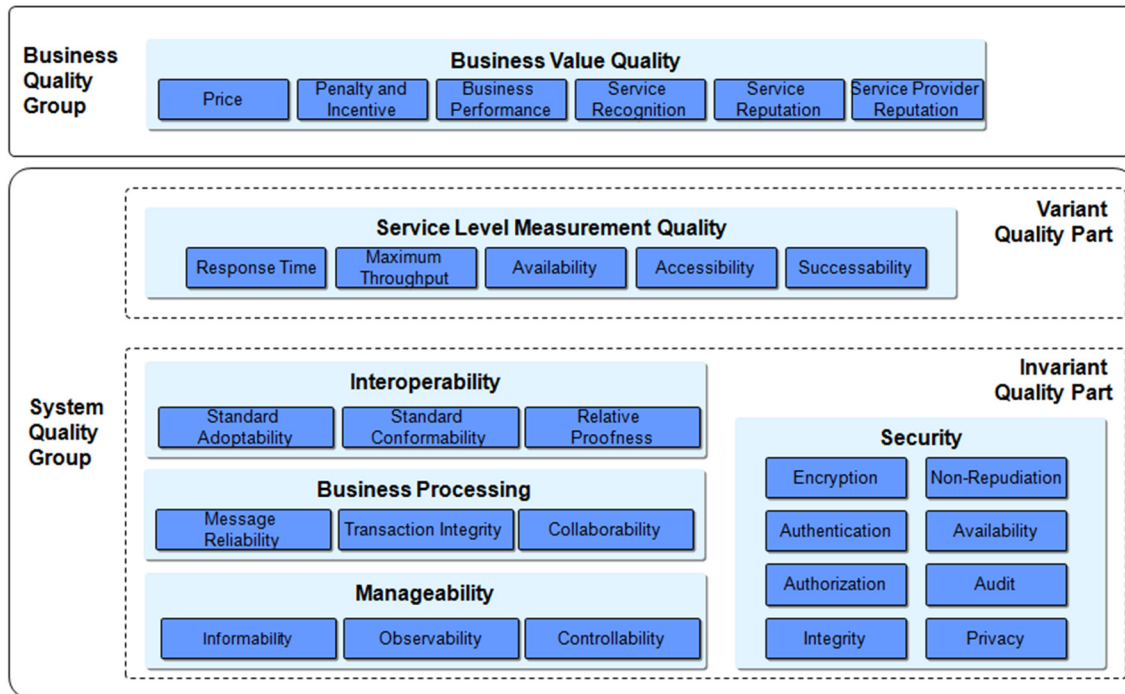 Business
Quality
Group
Business Value Quality
Price
Penalty and
Incentive
Business
Performance
Service
Recognition
Service
Reputation
Service Provider
Reputation
System
Quality
Group
Variant
Quality Part
Service Level Measurement Quality
Response Time
Maximum
Throughput
Availability
Accessibility
Successability
Invariant
Quality Part
Interoperability
Standard
Adoptability
Standard
Conformability
Relative
Proofness
Business Processing
Message
Reliability
Transaction Integrity
Collaborability
Manageability
Informability
Observability
Controllability
Security
Encryption
Non-Repudiation
Authentication
Availability
Authorization
Audit
Integrity
Privacy